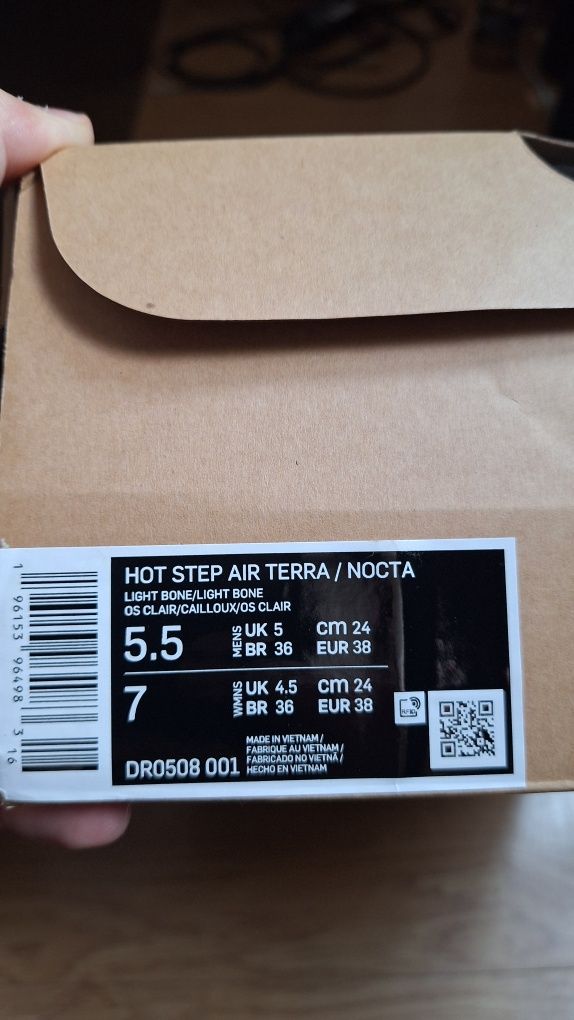 HOT STEP AIR TERRA / NOCTA
LIGHT BONE/LIGHT BONE
OS CLAIR/CAILLOUX/OS CLAIR
5.5 MENS UK 5 cm 24
BR 36 EUR 38
7 WMNS UK 4.5 cm 24
BR 36 EUR 38
RFID
MADE IN VIETNAM /
FABRIQUE AU VIETNAM /
FABRICADO NO VIETNÃ /
HECHO EN VIETNAM
DR0508 001
1 96153 96498 3 16